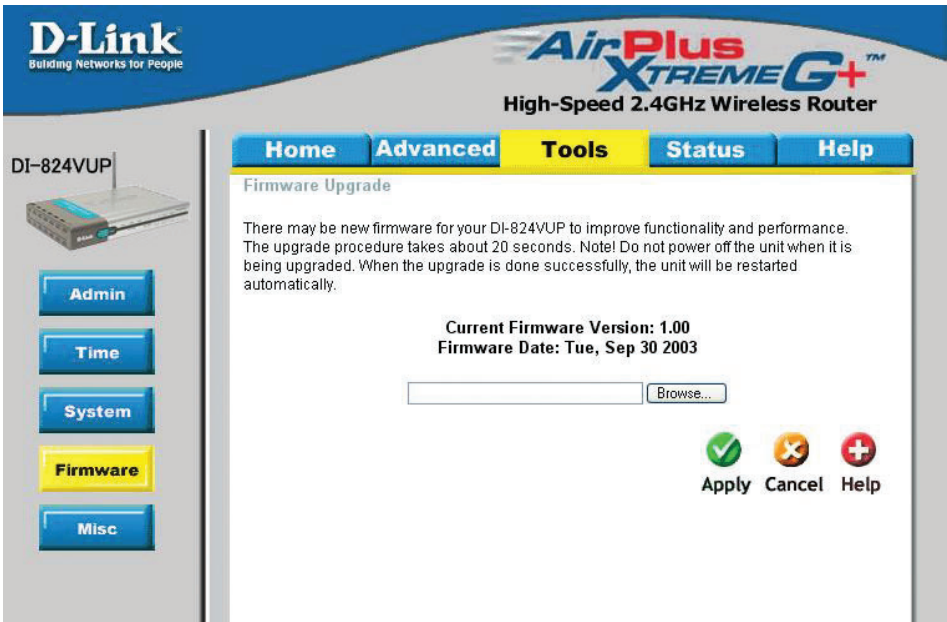 D-Link
Building Networks for People
AirPlus
XTREME G+™
High-Speed 2.4GHz Wireless Router
DI-824VUP
Home
Advanced
Tools
Status
Help
Admin
Time
System
Firmware
Misc
Firmware Upgrade
There may be new firmware for your DI-824VUP to improve functionality and performance.
The upgrade procedure takes about 20 seconds. Note! Do not power off the unit when it is
being upgraded. When the upgrade is done successfully, the unit will be restarted
automatically.
Current Firmware Version: 1.00
Firmware Date: Tue, Sep 30 2003
Browse...
Apply
Cancel
Help